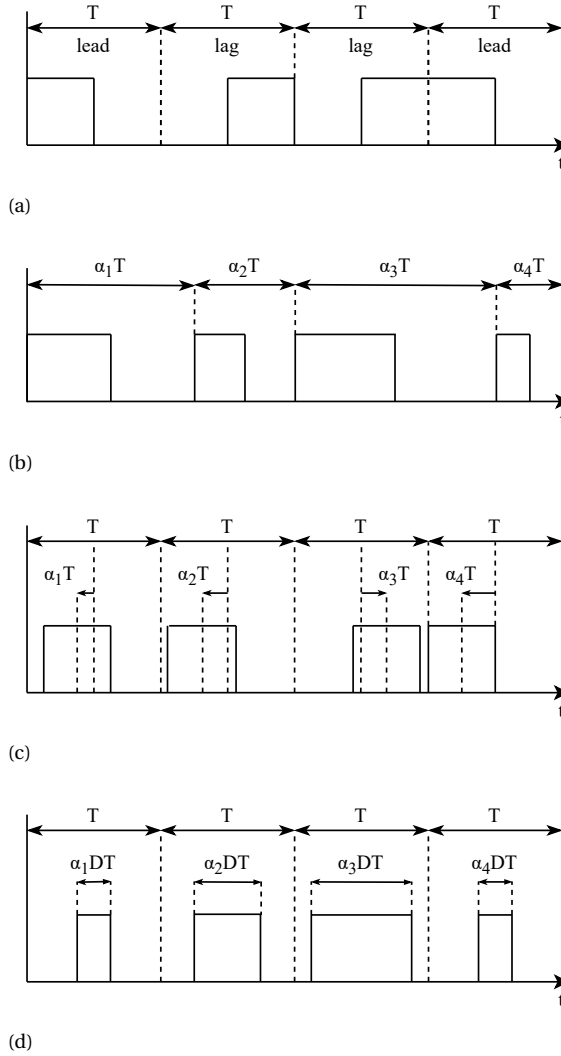 T T T T
lead lag lag lead
t
(a)
α₁T α₂T α₃T α₄T
t
(b)
T T T T
α₁T α₂T α₃T α₄T
t
(c)
T T T T
α₁DT α₂DT α₃DT α₄DT
t
(d)